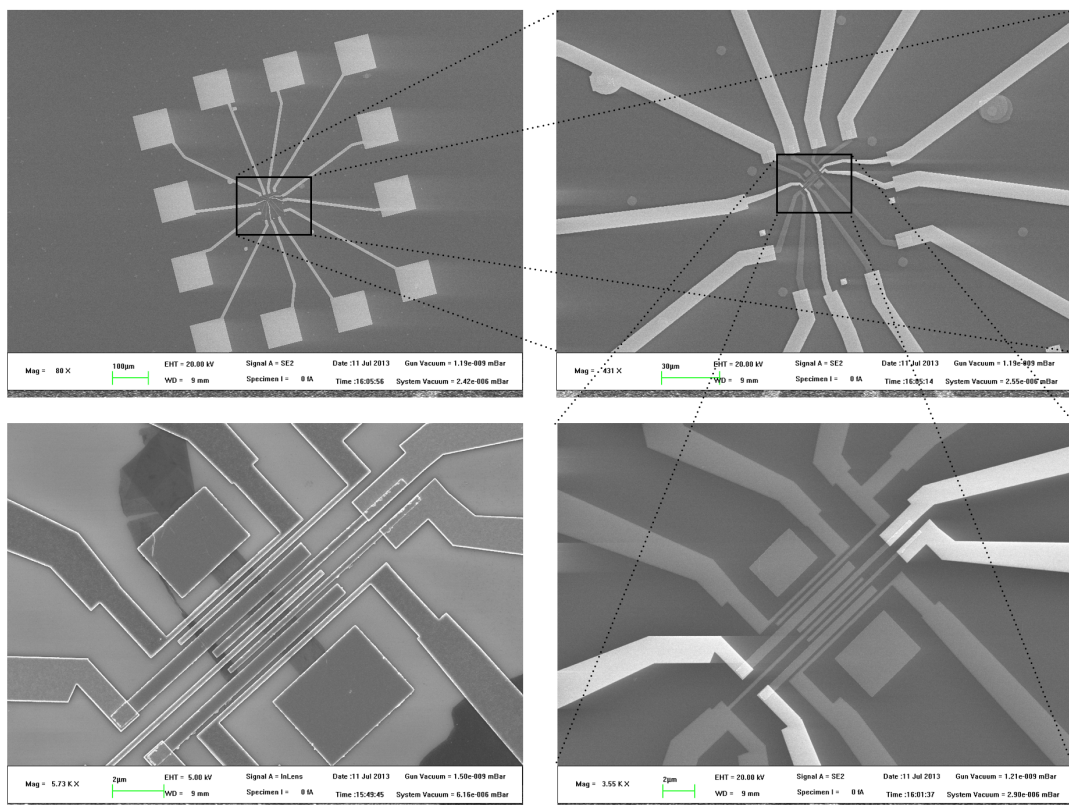 Mag = 80 X
100µm
EHT = 20.00 kV
WD = 9 mm
Signal A = SE2
Specimen I = 0 fA
Date :11 Jul 2013
Time :16:05:56
Gun Vacuum = 1.19e-009 mBar
System Vacuum = 2.42e-006 mBar
Mag = 431 X
30µm
EHT = 20.00 kV
WD = 9 mm
Signal A = SE2
Specimen I = 0 fA
Date :11 Jul 2013
Time :16:05:14
Gun Vacuum = 1.19e-009 mBar
System Vacuum = 2.55e-006 mBar
Mag = 5.73 K X
2µm
EHT = 5.00 kV
WD = 9 mm
Signal A = InLens
Specimen I = 0 fA
Date :11 Jul 2013
Time :15:49:45
Gun Vacuum = 1.50e-009 mBar
System Vacuum = 6.16e-006 mBar
Mag = 3.55 K X
2µm
EHT = 20.00 kV
WD = 9 mm
Signal A = SE2
Specimen I = 0 fA
Date :11 Jul 2013
Time :16:01:37
Gun Vacuum = 1.21e-009 mBar
System Vacuum = 2.90e-006 mBar